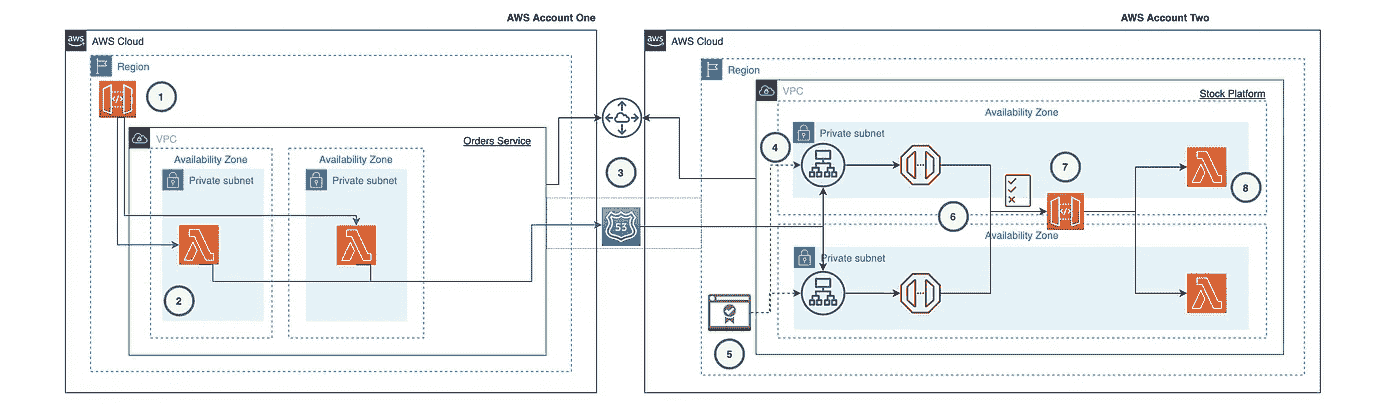 AWS Account One
aws
AWS Cloud
Region
1
VPC
Orders Service
Availability Zone
Availability Zone
Private subnet
Private subnet
2
3
53
AWS Account Two
aws
AWS Cloud
Region
VPC
Stock Platform
Availability Zone
Private subnet
4
7
8
6
Availability Zone
Private subnet
5